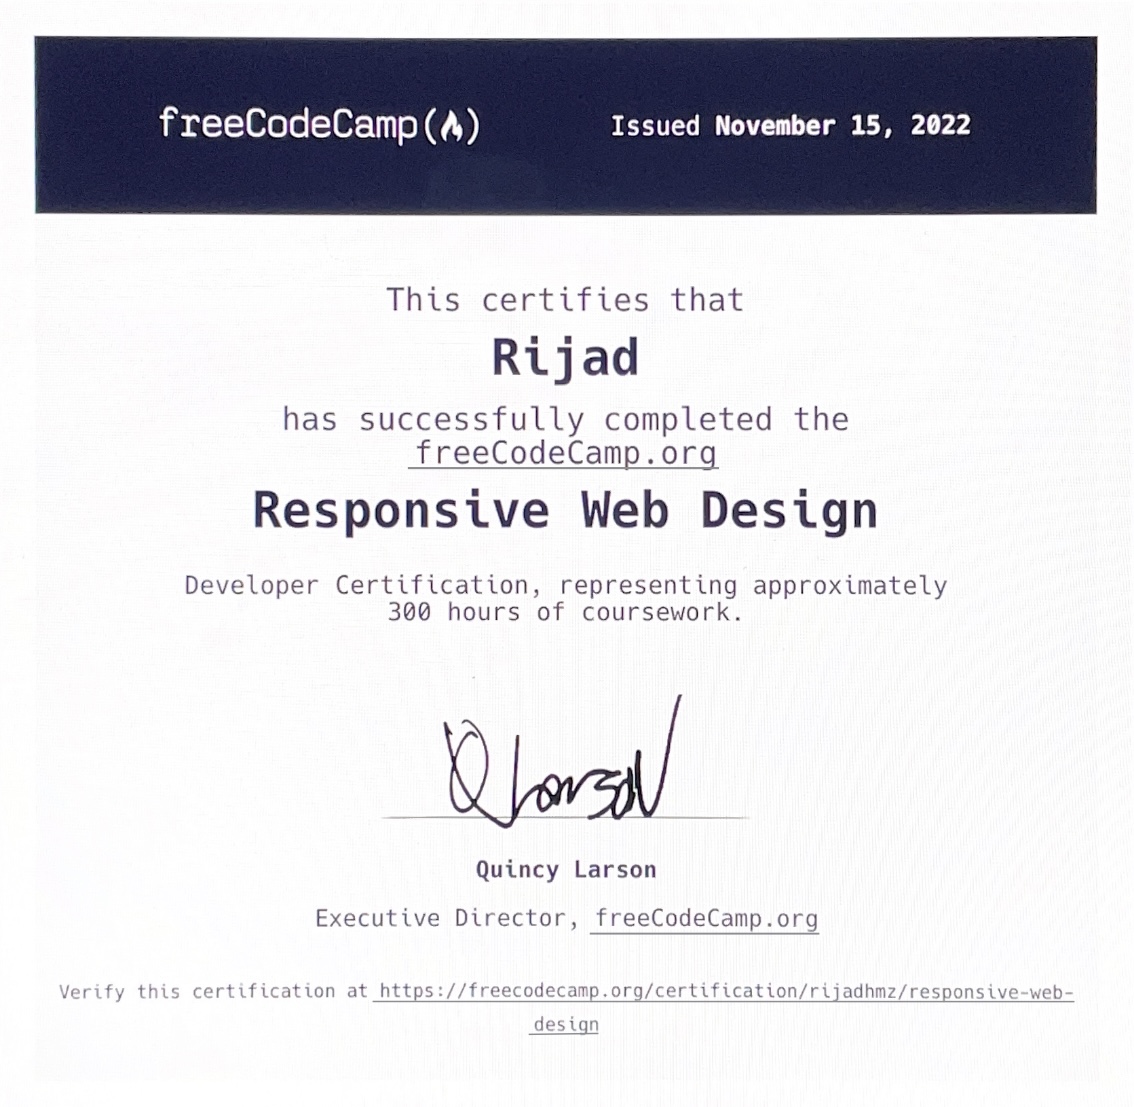 freeCodeCamp(🔥)
Issued November 15, 2022
This certifies that
Rijad
has successfully completed the
freeCodeCamp.org
Responsive Web Design
Developer Certification, representing approximately
300 hours of coursework.
Q Larson
Quincy Larson
Executive Director, freeCodeCamp.org
Verify this certification at https://freecodecamp.org/certification/rijadhmz/responsive-web-
design